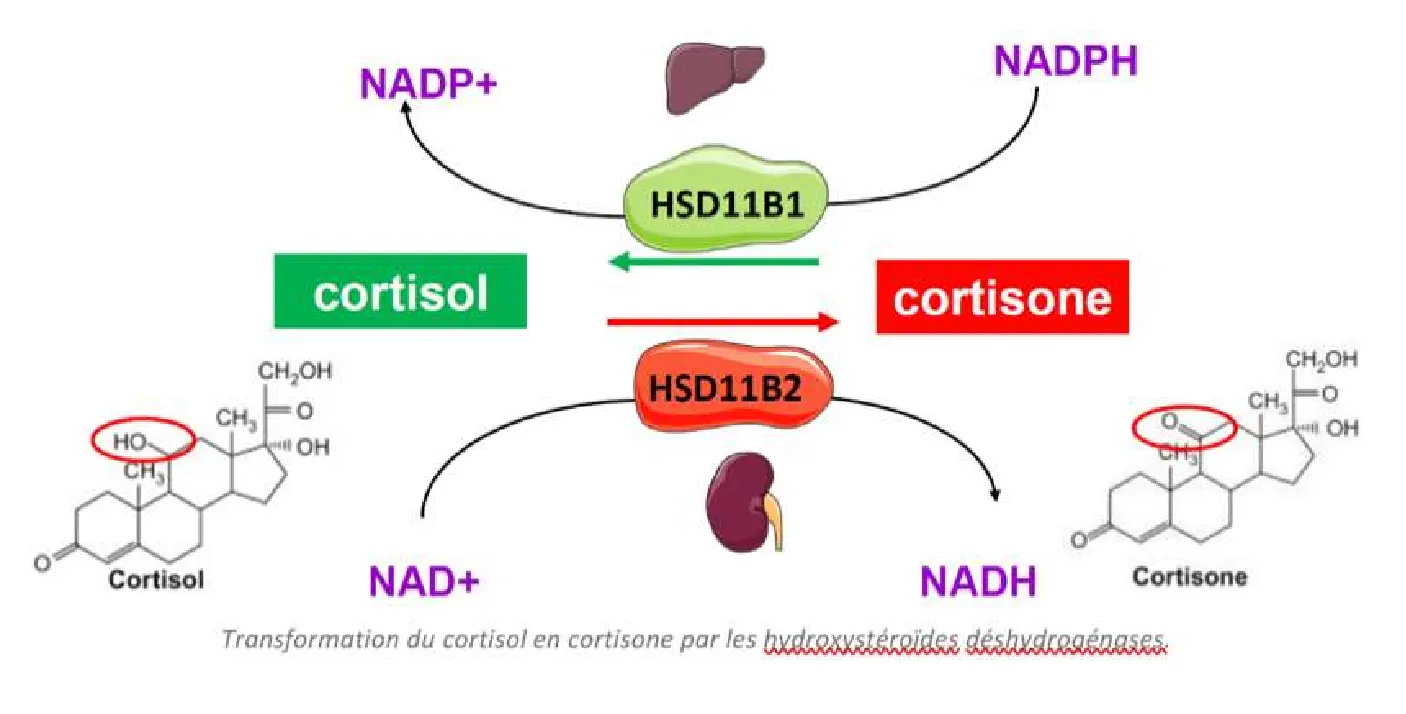 NADP+
NADPH
HSD11B1
cortisol
cortisone
HSD11B2
CH₂OH
O
CH₃
HO
OH
CH₃
O
Cortisol
CH₂OH
O
CH₃
O
OH
CH₃
O
Cortisone
NAD+
NADH
Transformation du cortisol en cortisone par les hydroxystéroïdes déshydrogénases.